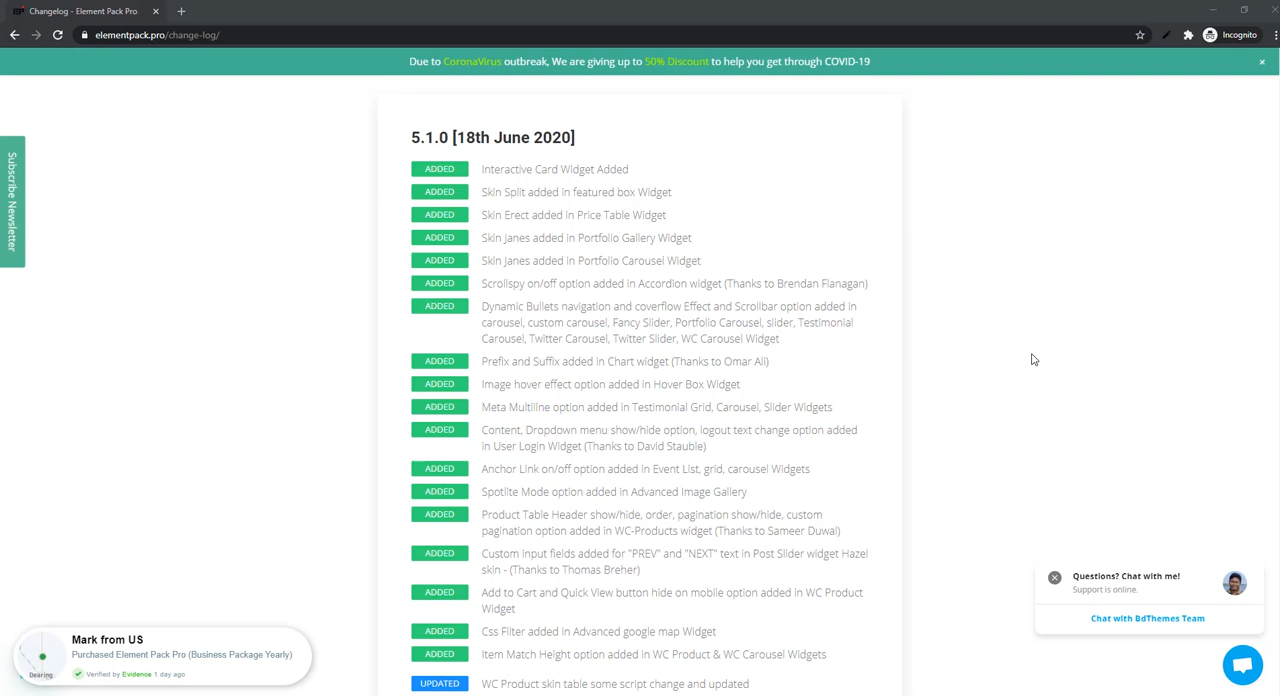 Changelog - Element Pack Pro
elementpack.pro/change-log/
Incognito
Due to CoronaVirus outbreak, We are giving up to 50% Discount to help you get through COVID-19
Subscribe Newsletter
5.1.0 [18th June 2020]
ADDED Interactive Card Widget Added
ADDED Skin Split added in featured box Widget
ADDED Skin Erect added in Price Table Widget
ADDED Skin Janes added in Portfolio Gallery Widget
ADDED Skin Janes added in Portfolio Carousel Widget
ADDED Scrollspy on/off option added in Accordion widget (Thanks to Brendan Flanagan)
ADDED Dynamic Bullets navigation and coverflow Effect and Scrollbar option added in
carousel, custom carousel, Fancy Slider, Portfolio Carousel, slider, Testimonial
Carousel, Twitter Carousel, Twitter Slider, WC Carousel Widget
ADDED Prefix and Suffix added in Chart widget (Thanks to Omar Ali)
ADDED Image hover effect option added in Hover Box Widget
ADDED Meta Multiline option added in Testimonial Grid, Carousel, Slider Widgets
ADDED Content, Dropdown menu show/hide option, logout text change option added
in User Login Widget (Thanks to David Stauble)
ADDED Anchor Link on/off option added in Event List, grid, carousel Widgets
ADDED Spotlite Mode option added in Advanced Image Gallery
ADDED Product Table Header show/hide, order, pagination show/hide, custom
pagination option added in WC-Products widget (Thanks to Sameer Duwal)
ADDED Custom input fields added for "PREV" and "NEXT" text in Post Slider widget Hazel
skin - (Thanks to Thomas Breher)
ADDED Add to Cart and Quick View button hide on mobile option added in WC Product
Widget
ADDED Css Filter added in Advanced google map Widget
ADDED Item Match Height option added in WC Product & WC Carousel Widgets
UPDATED WC Product skin table some script change and updated
Questions? Chat with me!
Support is online.
Chat with BdThemes Team
Mark from US
Purchased Element Pack Pro (Business Package Yearly)
Verified by Evidence 1 day ago
Dearing